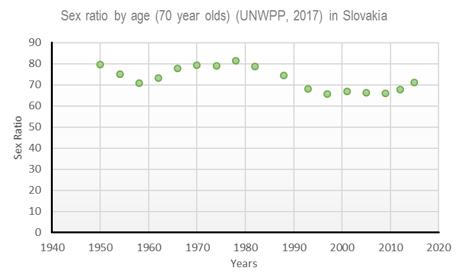 Sex ratio by age (70 year olds) (UNWPP, 2017) in Slovakia
90
80
70
60
50
40
30
20
10
0
Sex Ratio
1940 1950 1960 1970 1980 1990 2000 2010 2020
Years